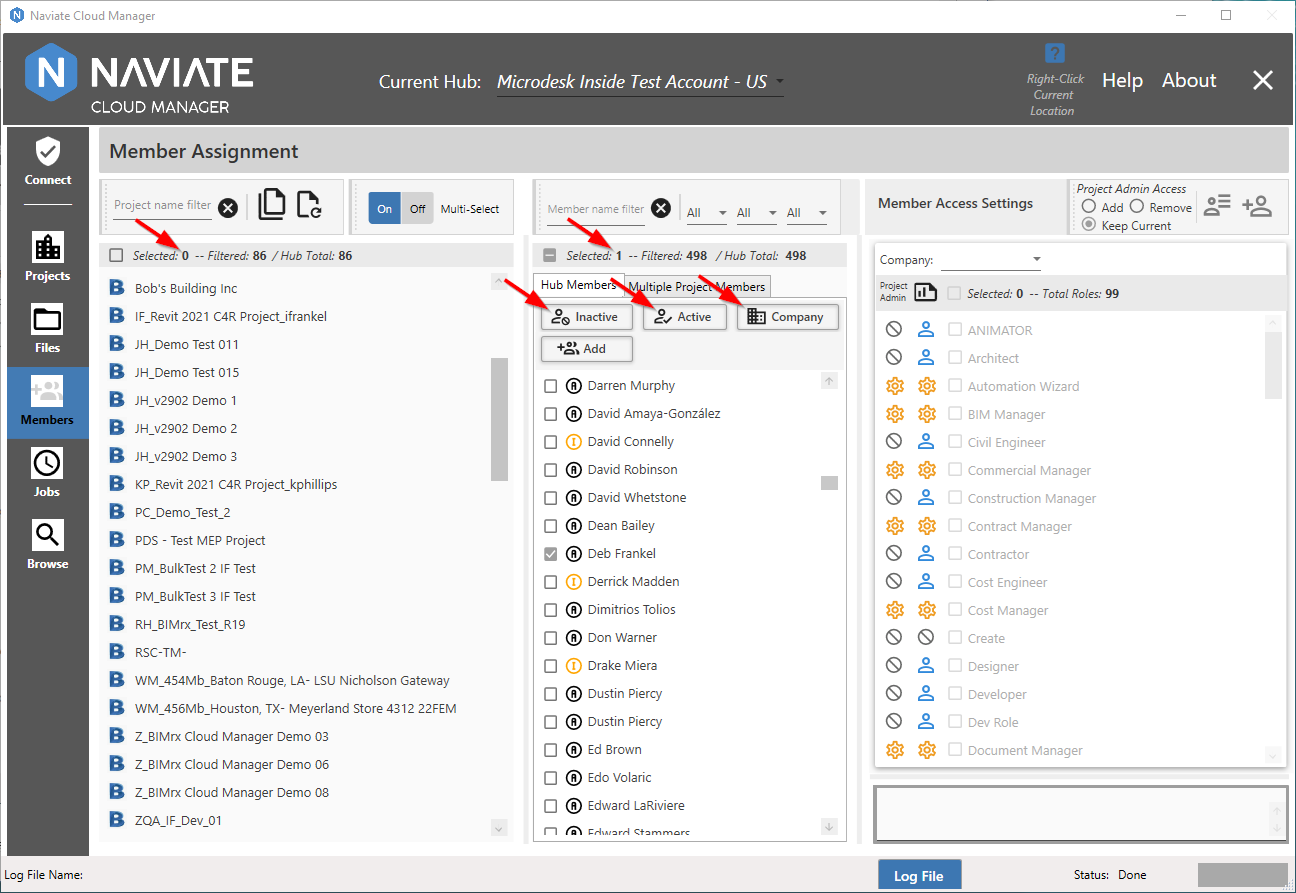 Naviate Cloud Manager
N NAVIATE
CLOUD MANAGER
Current Hub: Microdesk Inside Test Account - US
?
Right-Click
Current
Location
Help About
Connect
Projects
Files
Members
Jobs
Browse
Member Assignment
Project name filter
On Off Multi-Select
Selected: 0 -- Filtered: 86 / Hub Total: 86
B Bob's Building Inc
B IF_Revit 2021 C4R Project_ifrankel
B JH_Demo Test 011
B JH_Demo Test 015
B JH_v2902 Demo 1
B JH_v2902 Demo 2
B JH_v2902 Demo 3
B KP_Revit 2021 C4R Project_kphillips
B PC_Demo_Test_2
B PDS - Test MEP Project
B PM_BulkTest 2 IF Test
B PM_BulkTest 3 IF Test
B RH_BIMrx_Test_R19
B RSC-TM-
B WM_454Mb_Baton Rouge, LA- LSU Nicholson Gateway
B WM_456Mb_Houston, TX- Meyerland Store 4312 22FEM
B Z_BIMrx Cloud Manager Demo 03
B Z_BIMrx Cloud Manager Demo 06
B Z_BIMrx Cloud Manager Demo 08
B ZQA_IF_Dev_01
Member name filter
All All All
Selected: 1 -- Filtered: 498 / Hub Total: 498
Hub Members Multiple Project Members
Inactive Active Company
Add
A Darren Murphy
A David Amaya-González
I David Connelly
A David Robinson
A David Whetstone
A Dean Bailey
A Deb Frankel
I Derrick Madden
A Dimitrios Tolios
A Don Warner
I Drake Miera
A Dustin Piercy
A Dustin Piercy
A Ed Brown
A Edo Volaric
A Edward LaRiviere
A Edward Stammers
Member Access Settings
Project Admin Access
Add Remove
Keep Current
Company:
Project
Admin
Selected: 0 -- Total Roles: 99
ANIMATOR
Architect
Automation Wizard
BIM Manager
Civil Engineer
Commercial Manager
Construction Manager
Contract Manager
Contractor
Cost Engineer
Cost Manager
Create
Designer
Developer
Dev Role
Document Manager
Log File Name:
Log File
Status: Done